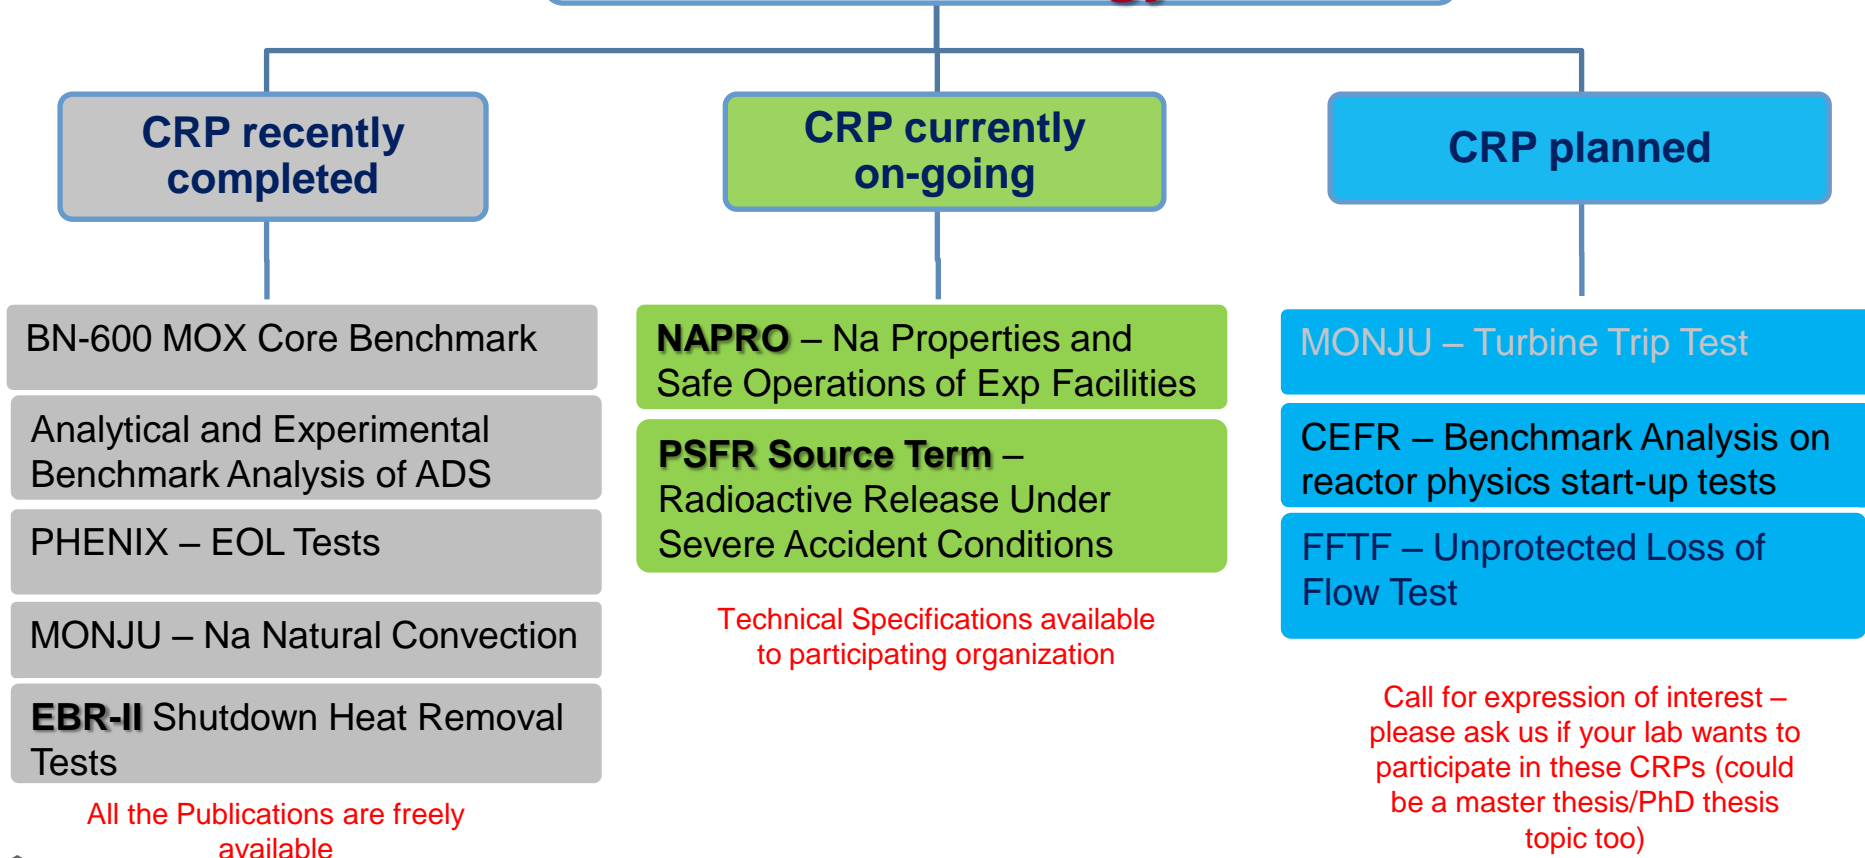 CRP recently
completed
BN-600 MOX Core Benchmark
Analytical and Experimental
Benchmark Analysis of ADS
PHENIX – EOL Tests
MONJU – Na Natural Convection
EBR-II Shutdown Heat Removal
Tests
All the Publications are freely
available
CRP currently
on-going
NAPRO – Na Properties and
Safe Operations of Exp Facilities
PSFR Source Term –
Radioactive Release Under
Severe Accident Conditions
Technical Specifications available
to participating organization
CRP planned
MONJU – Turbine Trip Test
CEFR – Benchmark Analysis on
reactor physics start-up tests
FFTF – Unprotected Loss of
Flow Test
Call for expression of interest –
please ask us if your lab wants to
participate in these CRPs (could
be a master thesis/PhD thesis
topic too)